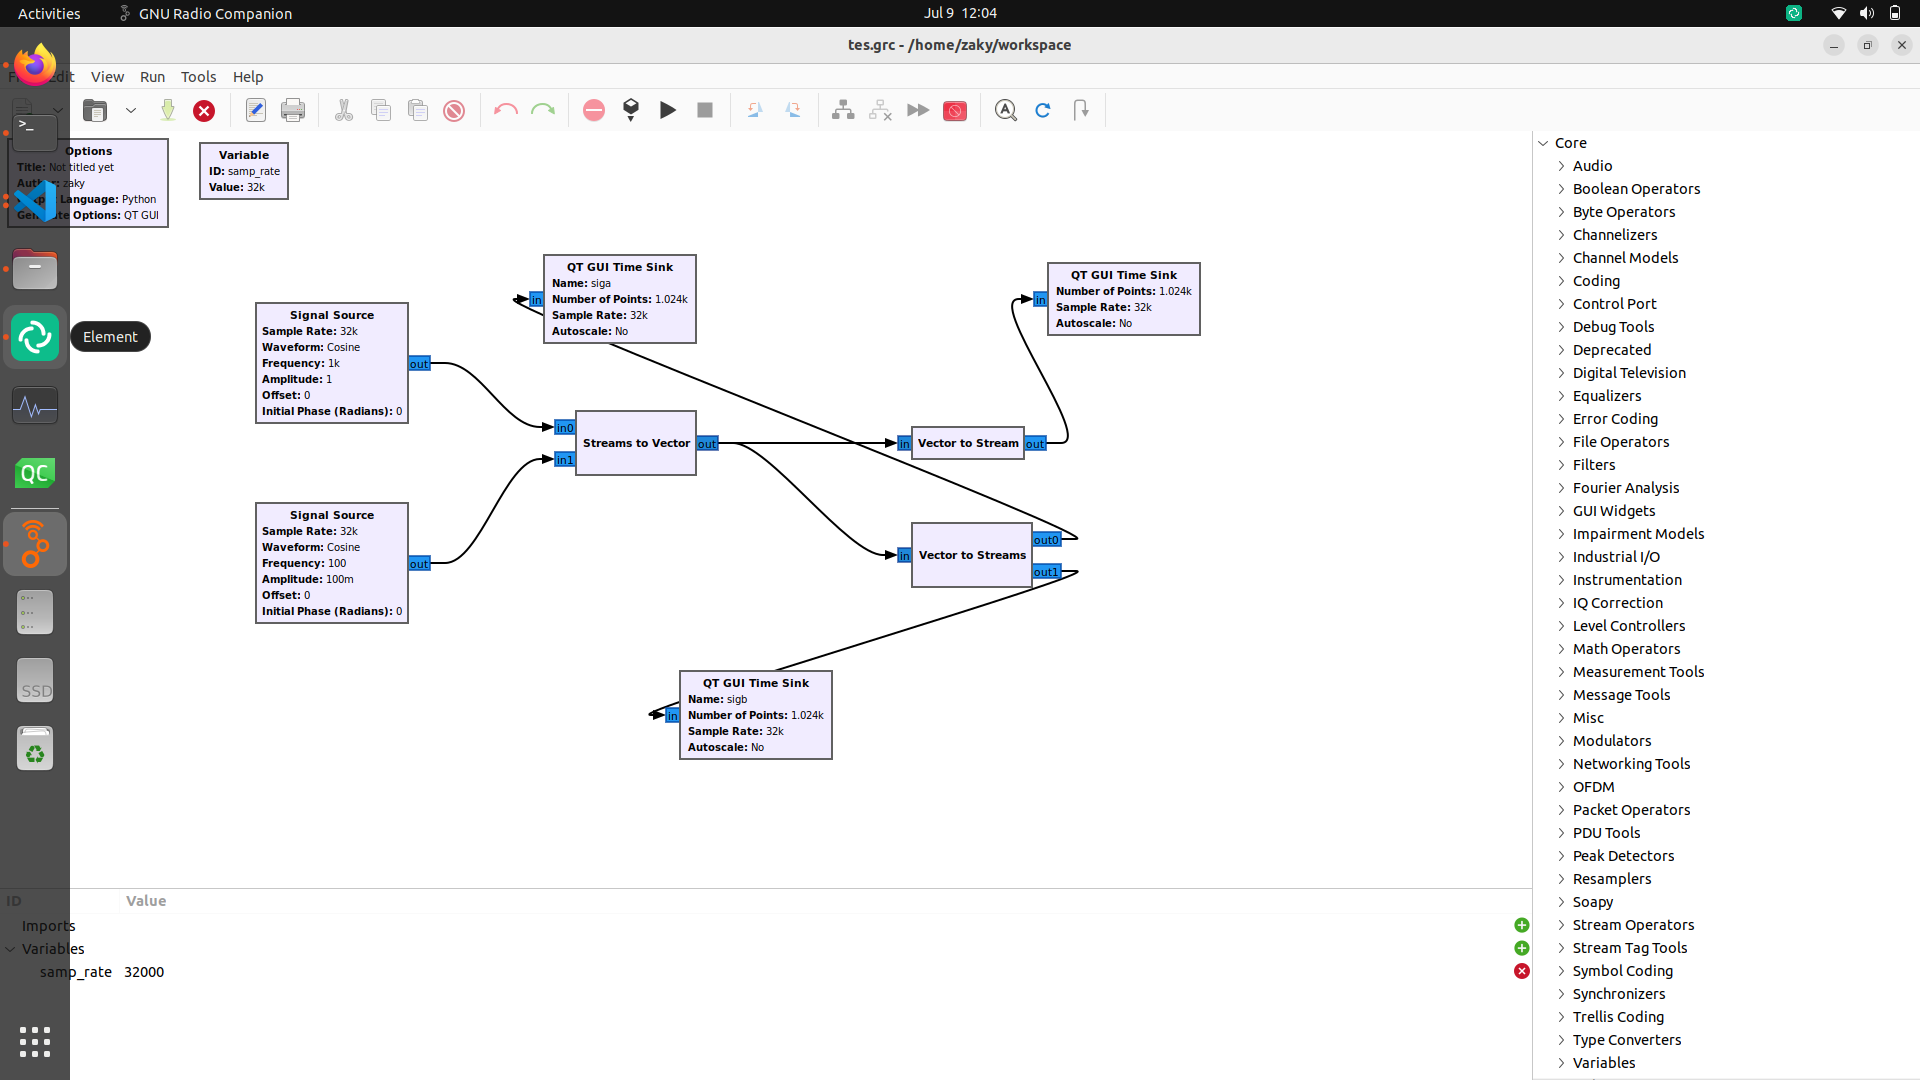 Activities
GNU Radio Companion
Jul 9 12:04
tes.grc - /home/zaky/workspace
View
Run
Tools
Help
Options
Title: Not titled yet
zaky
Language: Python
Options: QT GUI
Variable
ID: samp_rate
Value: 32k
QT GUI Time Sink
Name: siga
Number of Points: 1.024k
Sample Rate: 32k
Autoscale: No
in
QT GUI Time Sink
Number of Points: 1.024k
Sample Rate: 32k
Autoscale: No
in
Signal Source
Sample Rate: 32k
Waveform: Cosine
Frequency: 1k
Amplitude: 1
Offset: 0
Initial Phase (Radians): 0
out
Element
in0
in1
Streams to Vector
out
in
Vector to Stream
out
Signal Source
Sample Rate: 32k
Waveform: Cosine
Frequency: 100
Amplitude: 100m
Offset: 0
Initial Phase (Radians): 0
out
in
Vector to Streams
out0
out1
QT GUI Time Sink
Name: sigb
Number of Points: 1.024k
Sample Rate: 32k
Autoscale: No
in
QC
SSD
ID
Value
Imports
Variables
samp_rate 32000
Core
Audio
Boolean Operators
Byte Operators
Channelizers
Channel Models
Coding
Control Port
Debug Tools
Deprecated
Digital Television
Equalizers
Error Coding
File Operators
Filters
Fourier Analysis
GUI Widgets
Impairment Models
Industrial I/O
Instrumentation
IQ Correction
Level Controllers
Math Operators
Measurement Tools
Message Tools
Misc
Modulators
Networking Tools
OFDM
Packet Operators
PDU Tools
Peak Detectors
Resamplers
Soapy
Stream Operators
Stream Tag Tools
Symbol Coding
Synchronizers
Trellis Coding
Type Converters
Variables